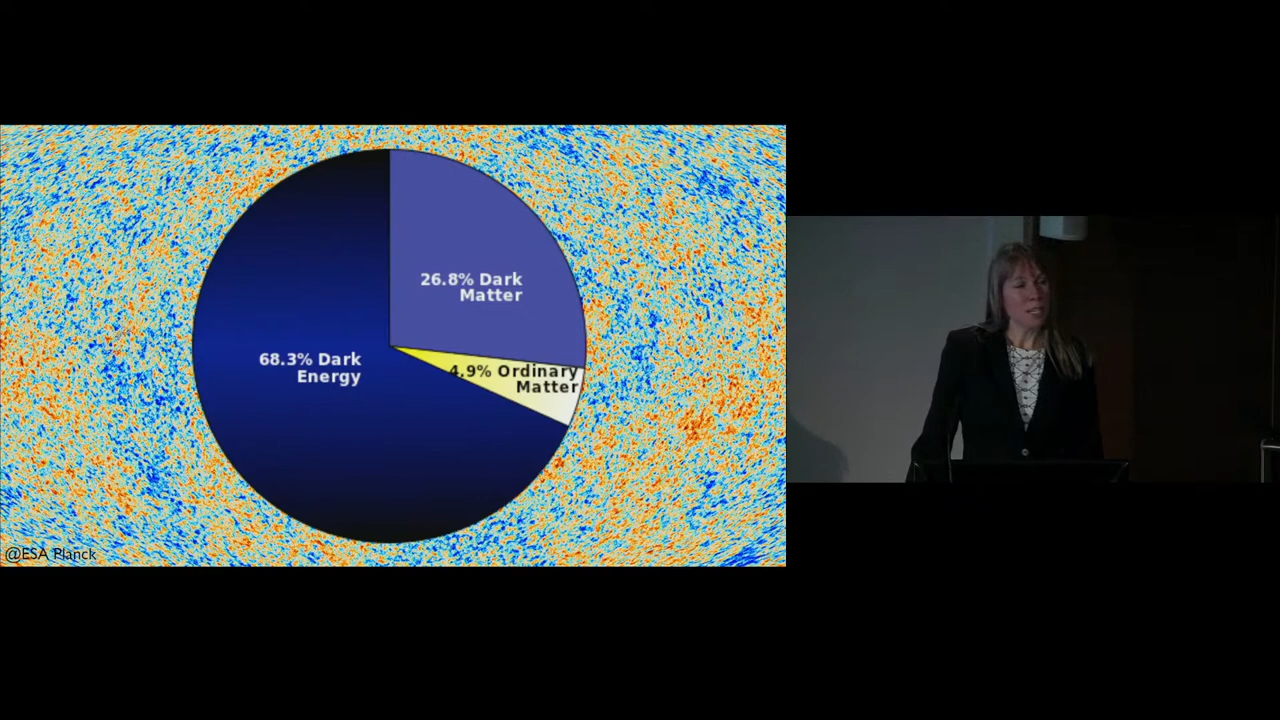 26.8% Dark
Matter
68.3% Dark
Energy
4.9% Ordinary
Matter
@ESA Planck